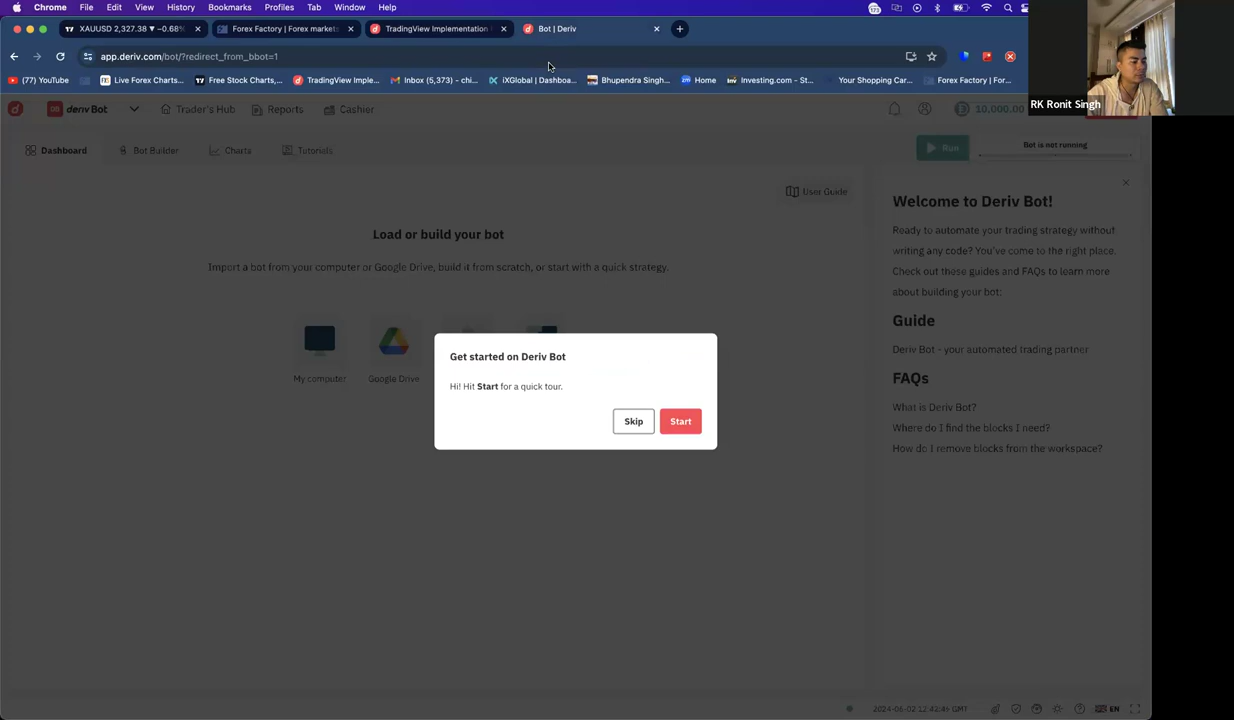 Chrome File Edit View History Bookmarks Profiles Tab Window Help
XAUUSD 2,327.38 ▼ −0.68%
Forex Factory | Forex market
TradingView Implementation
Bot | Deriv
app.deriv.com/bot/?redirect_from_bbot=1
(77) YouTube
Live Forex Charts...
Free Stock Charts,...
TradingView Imple...
Inbox (5,373) - chi...
iXGlobal | Dashboa...
Bhupendra Singh...
Home
Investing.com - St...
Your Shopping Car...
Forex Factory | For...
RK Ronit Singh
deriv Bot
Trader's Hub
Reports
Cashier
10,000.00
Dashboard
Bot Builder
Charts
Tutorials
Run
Bot is not running
User Guide
Load or build your bot
Import a bot from your computer or Google Drive, build it from scratch, or start with a quick strategy.
My computer
Google Drive
Get started on Deriv Bot
Hi! Hit Start for a quick tour.
Skip
Start
Welcome to Deriv Bot!
Ready to automate your trading strategy without
writing any code? You've come to the right place.
Check out these guides and FAQs to learn more
about building your bot:
Guide
Deriv Bot - your automated trading partner
FAQs
What is Deriv Bot?
Where do I find the blocks I need?
How do I remove blocks from the workspace?
2024-06-02 12:42:45 GMT
EN